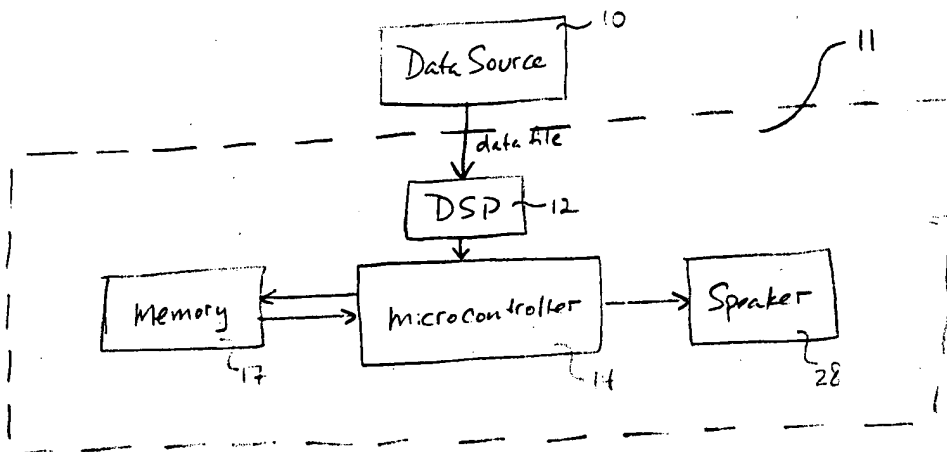 10
Data Source
11
data file
DSP
12
Memory
microcontroller
Speaker
17
14
28